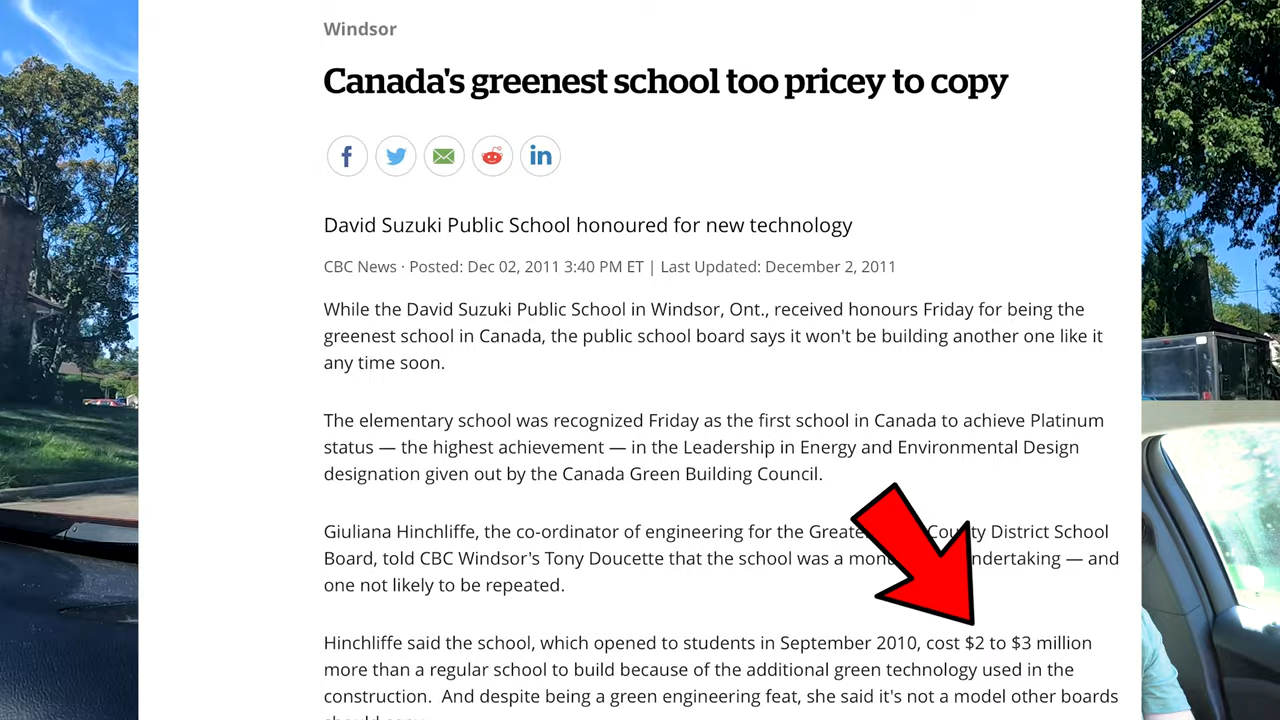 Windsor
Canada's greenest school too pricey to copy
David Suzuki Public School honoured for new technology
CBC News · Posted: Dec 02, 2011 3:40 PM ET | Last Updated: December 2, 2011
While the David Suzuki Public School in Windsor, Ont., received honours Friday for being the
greenest school in Canada, the public school board says it won't be building another one like it
any time soon.
The elementary school was recognized Friday as the first school in Canada to achieve Platinum
status — the highest achievement — in the Leadership in Energy and Environmental Design
designation given out by the Canada Green Building Council.
Giuliana Hinchliffe, the co-ordinator of engineering for the District School
Board, told CBC Windsor's Tony Doucette that the school was a — and
one not likely to be repeated.
Hinchliffe said the school, which opened to students in September 2010, cost $2 to $3 million
more than a regular school to build because of the additional green technology used in the
construction. And despite being a green engineering feat, she said it's not a model other boards